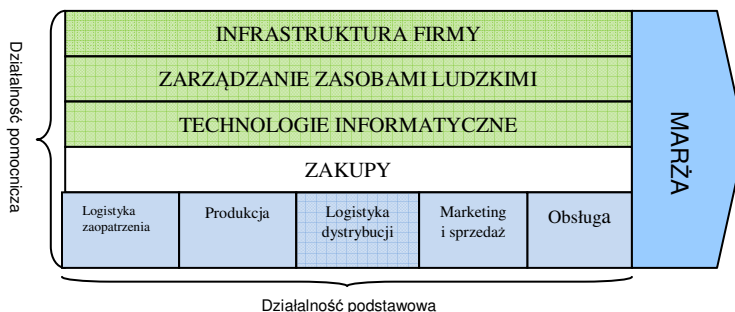 INFRASTRUKTURA FIRMY
ZARZĄDZANIE ZASOBAMI LUDZKIMI
TECHNOLOGIE INFORMATYCZNE
ZAKUPY
Logistyka
zaopatrzenia
Produkcja
Logistyka
dystrybucji
Marketing
i sprzedaż
Obsługa
MARŻA
Działalność pomocnicza
Działalność podstawowa